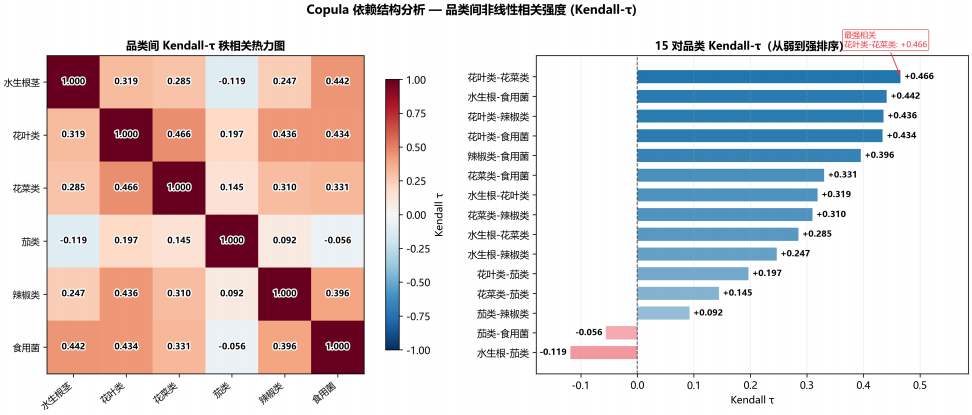 Copula 依赖结构分析 — 品类间非线性相关强度 (Kendall-τ)
品类间 Kendall-τ 秩相关热力图
水生根茎 1.000 0.319 0.285 -0.119 0.247 0.442
花叶类 0.319 1.000 0.466 0.197 0.436 0.434
花菜类 0.285 0.466 1.000 0.145 0.310 0.331
茄类 -0.119 0.197 0.145 1.000 0.092 -0.056
辣椒类 0.247 0.436 0.310 0.092 1.000 0.396
食用菌 0.442 0.434 0.331 -0.056 0.396 1.000
水生根茎 花叶类 花菜类 茄类 辣椒类 食用菌
1.00
0.75
0.50
0.25
0.00
-0.25
-0.50
-0.75
-1.00
Kendall τ
15 对品类 Kendall-τ（从弱到强排序）
最强相关
花叶类-花菜类: +0.466
花叶类-花菜类 +0.466
水生根-食用菌 +0.442
花叶类-辣椒类 +0.436
花叶类-食用菌 +0.434
辣椒类-食用菌 +0.396
花菜类-食用菌 +0.331
水生根-花叶类 +0.319
花菜类-辣椒类 +0.310
水生根-花菜类 +0.285
水生根-辣椒类 +0.247
花叶类-茄类 +0.197
花菜类-茄类 +0.145
茄类-辣椒类 +0.092
茄类-食用菌 -0.056
水生根-茄类 -0.119
-0.1 0.0 0.1 0.2 0.3 0.4 0.5
Kendall τ